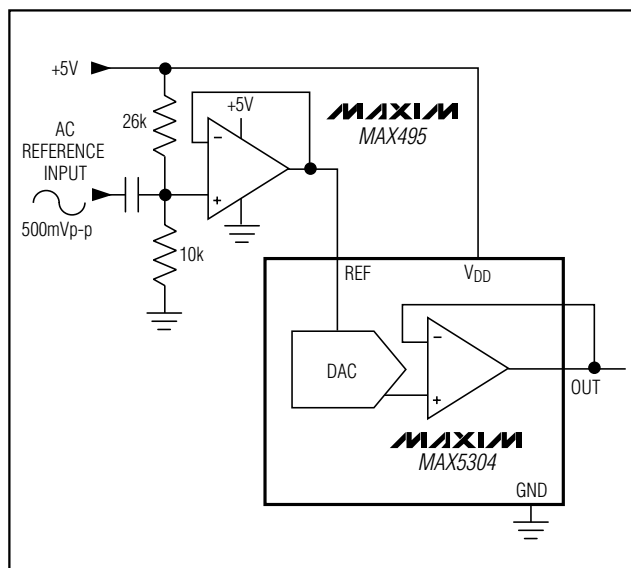 +5V
26k
+5V
MAXIM
MAX495
AC
REFERENCE
INPUT
500mVp-p
−
+
10k
REF
VDD
DAC
−
+
OUT
MAXIM
MAX5304
GND